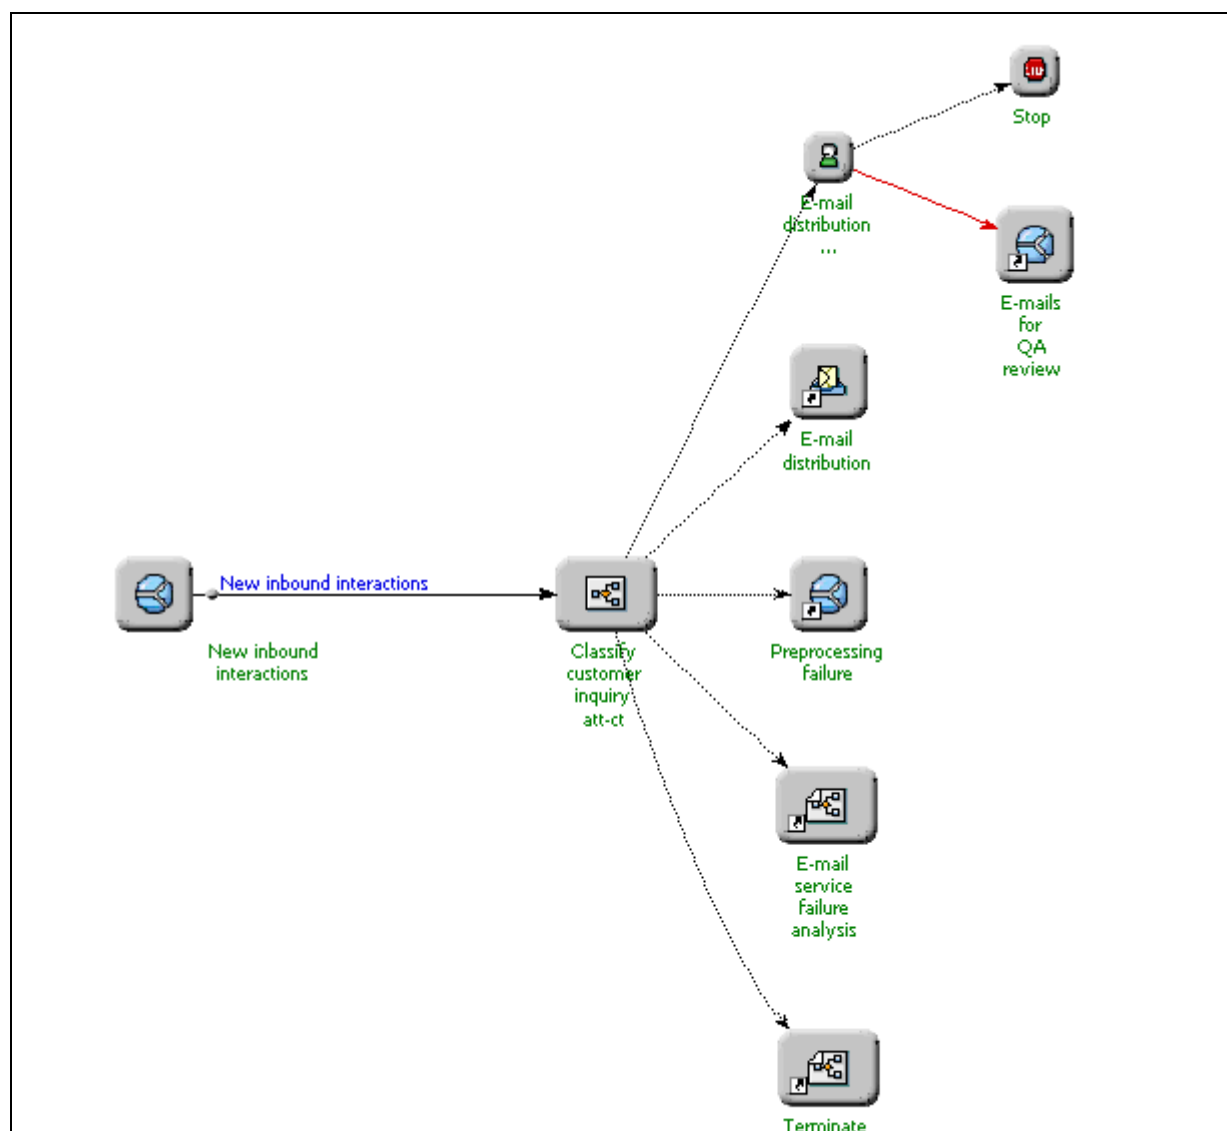 Stop
E-mail
distribution
...
E-mails
for
QA
review
E-mail
distribution
New inbound interactions
New inbound
interactions
Classify
customer
inquiry
att-ct
Preprocessing
failure
E-mail
service
failure
analysis
Terminate